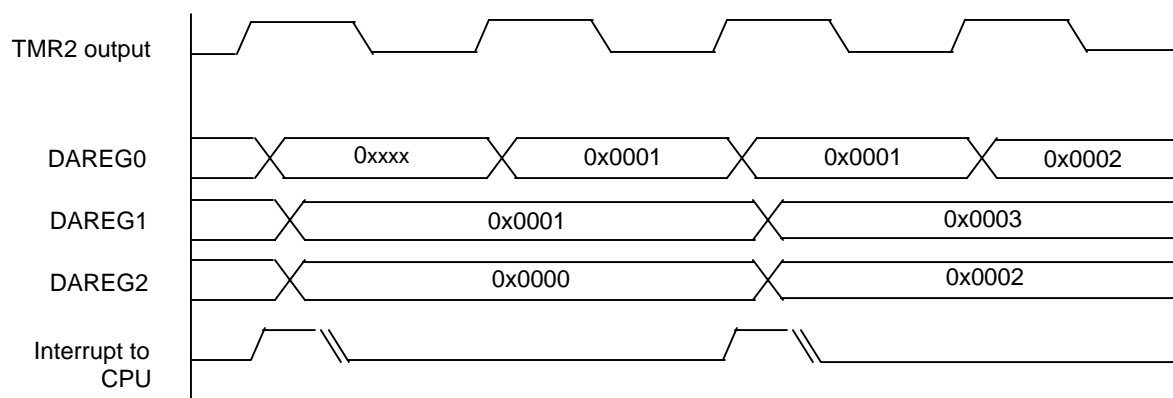 TMR2 output
DAREG0
0xxxx
0x0001
0x0001
0x0002
DAREG1
0x0001
0x0003
DAREG2
0x0000
0x0002
Interrupt to
CPU